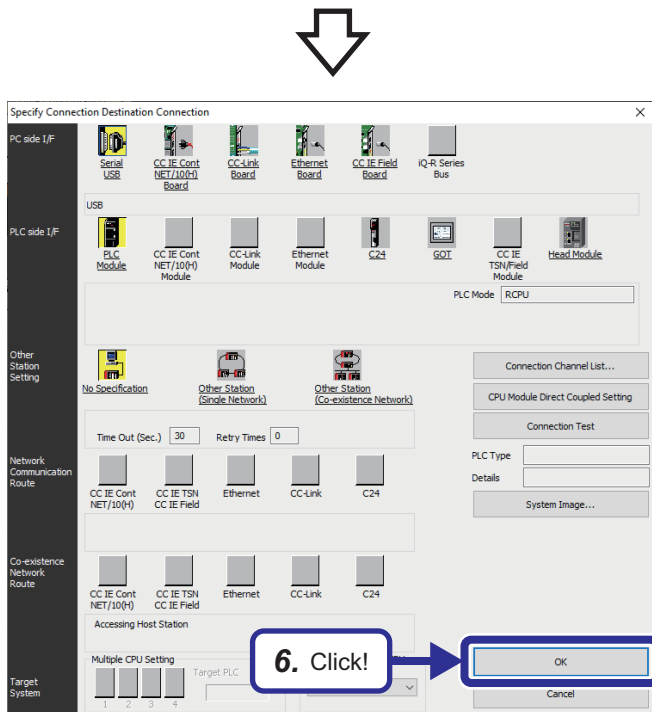 Specify Connection Destination Connection
PC side I/F
Serial
USB
CC IE Cont
NET/10(H)
Board
CC-Link
Board
Ethernet
Board
CC IE Field
Board
iQ-R Series
Bus
USB
PLC side I/F
PLC
Module
CC IE Cont
NET/10(H)
Module
CC-Link
Module
Ethernet
Module
C24
GOT
CC IE
TSN/Field
Module
Head Module
PLC Mode RCPU
Other
Station
Setting
No Specification
Other Station
(Single Network)
Other Station
(Co-existence Network)
Connection Channel List...
CPU Module Direct Coupled Setting
Time Out (Sec.) 30 Retry Times 0
Connection Test
PLC Type
Details
System Image...
Network
Communication
Route
CC IE Cont
NET/10(H)
CC IE TSN
CC IE Field
Ethernet
CC-Link
C24
Co-existence
Network
Route
CC IE Cont
NET/10(H)
CC IE TSN
CC IE Field
Ethernet
CC-Link
C24
Accessing Host Station
Target
System
Multiple CPU Setting
Target PLC
1 2 3 4
6. Click!
OK
Cancel